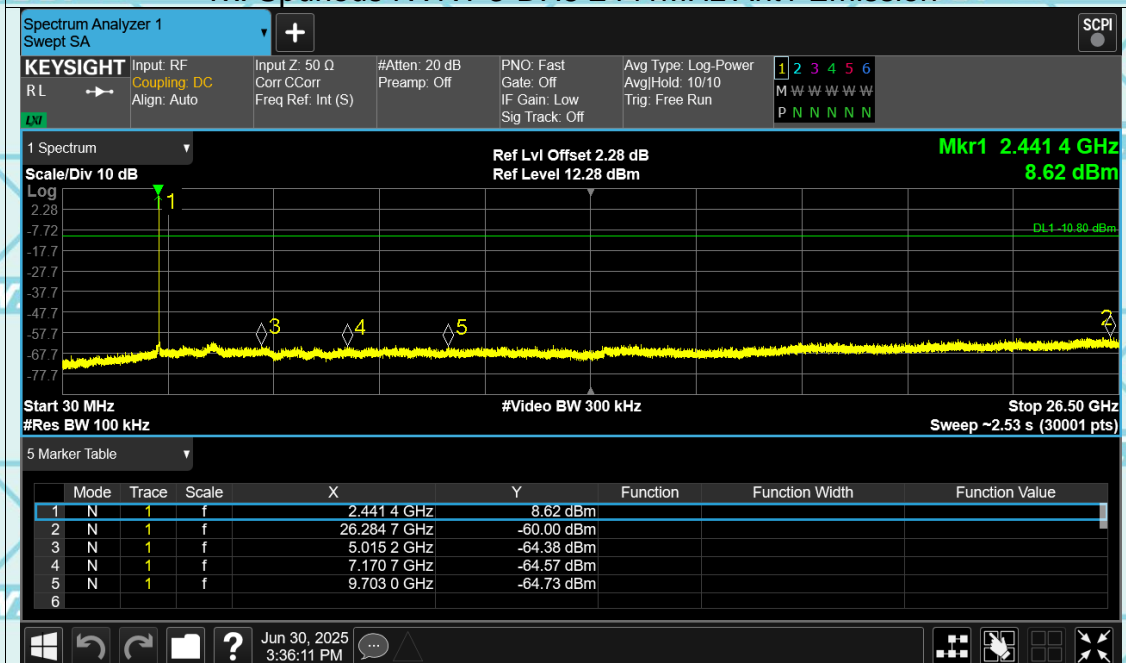 Spectrum Analyzer 1
Swept SA
+
SCPI
KEYSIGHT
R L
LXI
Input: RF
Coupling: DC
Align: Auto
Input Z: 50 Ω
Corr CCorr
Freq Ref: Int (S)
#Atten: 20 dB
Preamp: Off
PNO: Fast
Gate: Off
IF Gain: Low
Sig Track: Off
Avg Type: Log-Power
Avg|Hold: 10/10
Trig: Free Run
1 2 3 4 5 6
M W W W W W
P N N N N N
1 Spectrum
Scale/Div 10 dB
Ref Lvl Offset 2.28 dB
Ref Level 12.28 dBm
Mkr1 2.441 4 GHz
8.62 dBm
Log
1
2.28
-7.72
DL1 -10.80 dBm
-17.7
-27.7
-37.7
-47.7
3 4 5 2
-57.7
-67.7
-77.7
Start 30 MHz #Video BW 300 kHz Stop 26.50 GHz
#Res BW 100 kHz Sweep ~2.53 s (30001 pts)
5 Marker Table
Mode Trace Scale X Y Function Function Width Function Value
1 N 1 f 2.441 4 GHz 8.62 dBm
2 N 1 f 26.284 7 GHz -60.00 dBm
3 N 1 f 5.015 2 GHz -64.38 dBm
4 N 1 f 7.170 7 GHz -64.57 dBm
5 N 1 f 9.703 0 GHz -64.73 dBm
6
?
Jun 30, 2025
3:36:11 PM